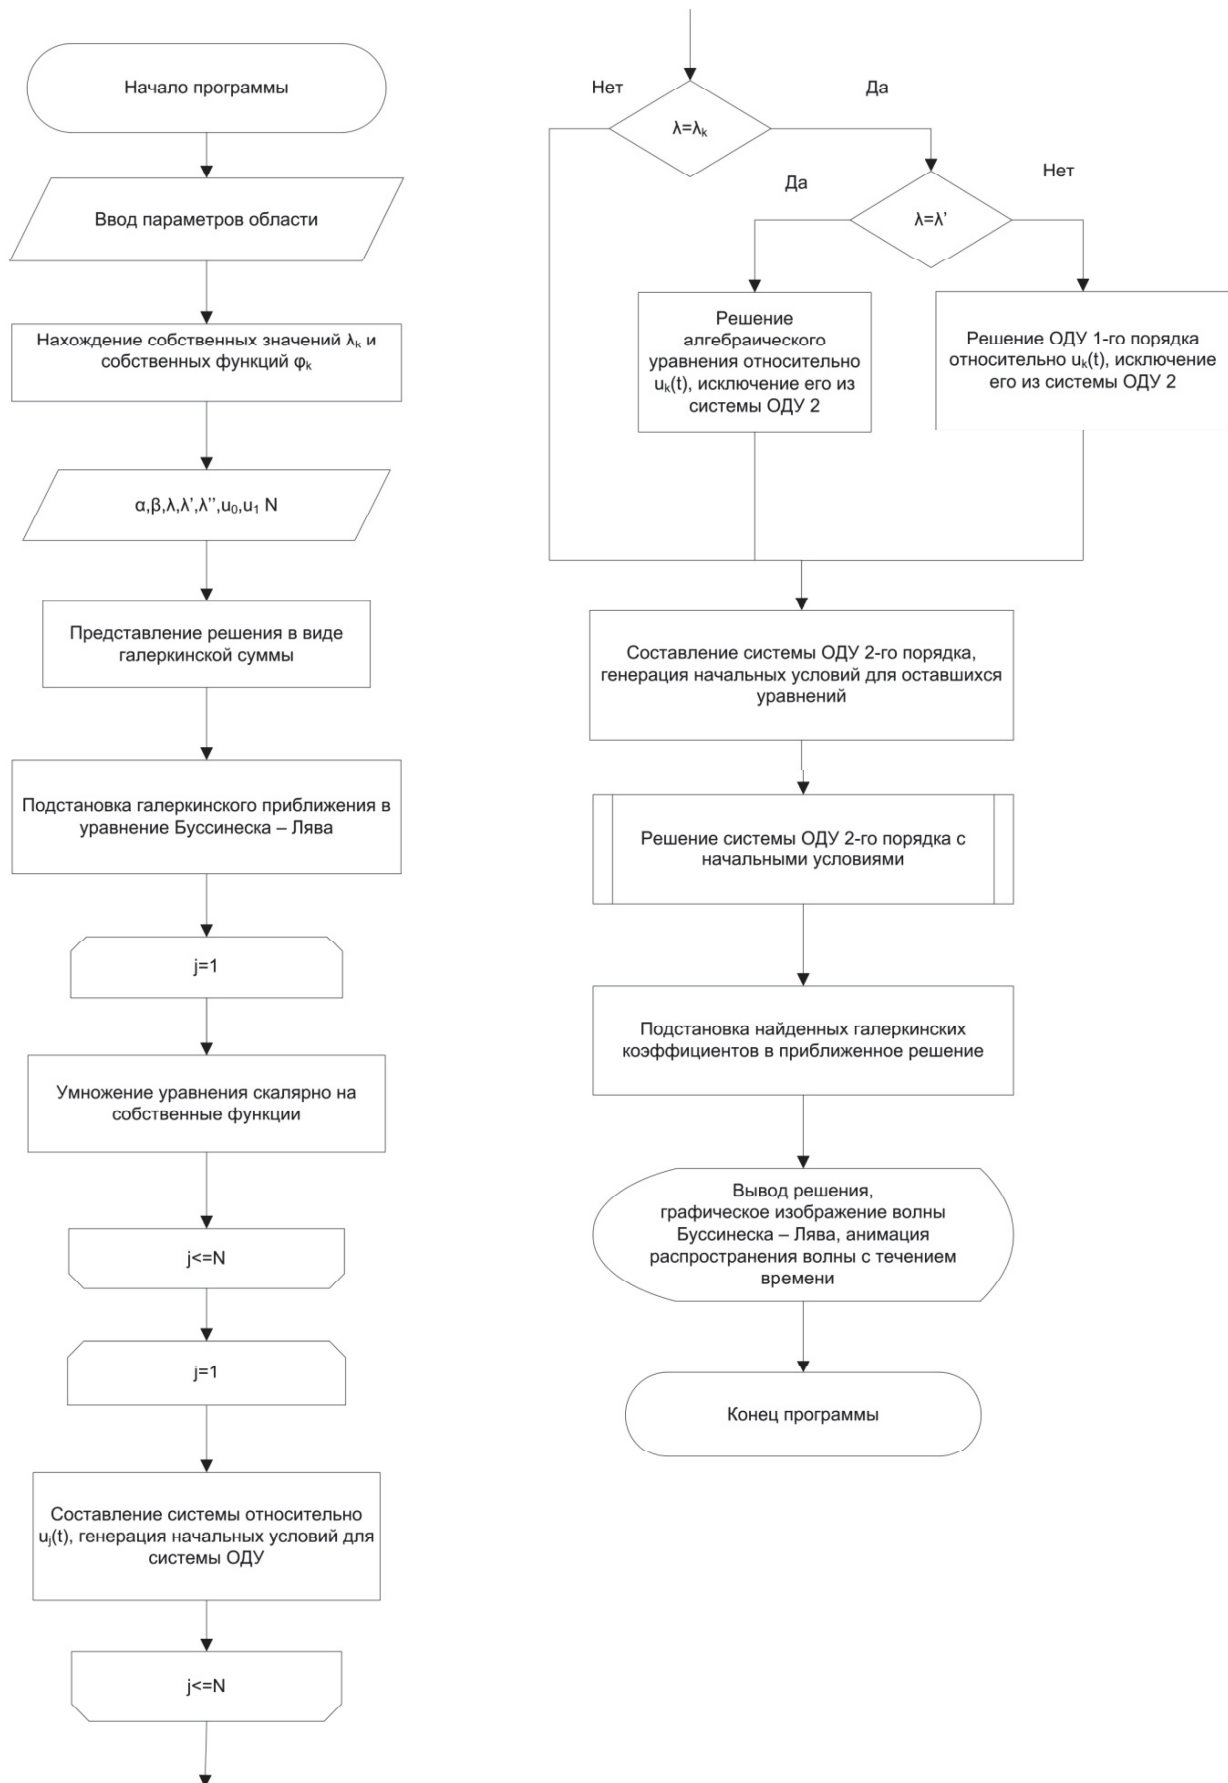 Начало программы
Ввод параметров области
Нахождение собственных значений λₖ и
собственных функций φₖ
α,β,λ,λ’,λ’’,u₀,u₁ N
Представление решения в виде
галеркинской суммы
Подстановка галеркинского приближения в
уравнение Буссинеска – Лява
j=1
Умножение уравнения скалярно на
собственные функции
j<=N
j=1
Составление системы относительно
uⱼ(t), генерация начальных условий для
системы ОДУ
j<=N
Нет
Да
λ=λₖ
Да
Нет
λ=λ’
Решение
алгебраического
уравнения относительно
uₖ(t), исключение его из
системы ОДУ 2
Решение ОДУ 1-го порядка
относительно uₖ(t), исключение
его из системы ОДУ 2
Составление системы ОДУ 2-го порядка,
генерация начальных условий для оставшихся
уравнений
Решение системы ОДУ 2-го порядка с
начальными условиями
Подстановка найденных галеркинских
коэффициентов в приближенное решение
Вывод решения,
графическое изображение волны
Буссинеска – Лява, анимация
распространения волны с течением
времени
Конец программы